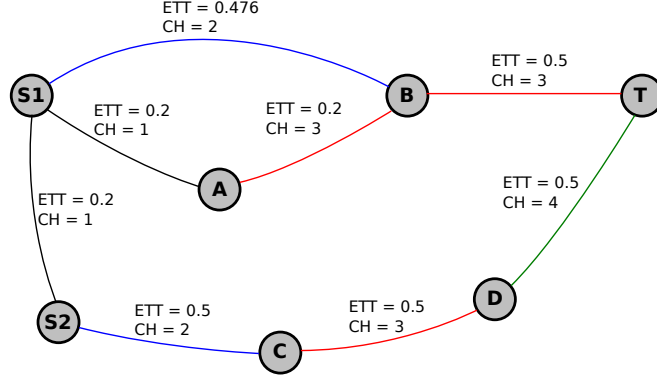 ETT = 0.476
CH = 2
ETT = 0.5
CH = 3
S1
B
T
ETT = 0.2
CH = 1
ETT = 0.2
CH = 3
A
ETT = 0.2
CH = 1
ETT = 0.5
CH = 4
D
ETT = 0.5
CH = 2
ETT = 0.5
CH = 3
S2
C